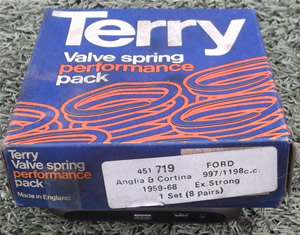 Terry
Valve spring
performance
pack
Terry
Valve spring
performance
pack
Made in England
451 719 FORD
Anglia & Cortina 997/1198c.c.
1959-68 Ex.Strong
1 Set (8 Pairs)